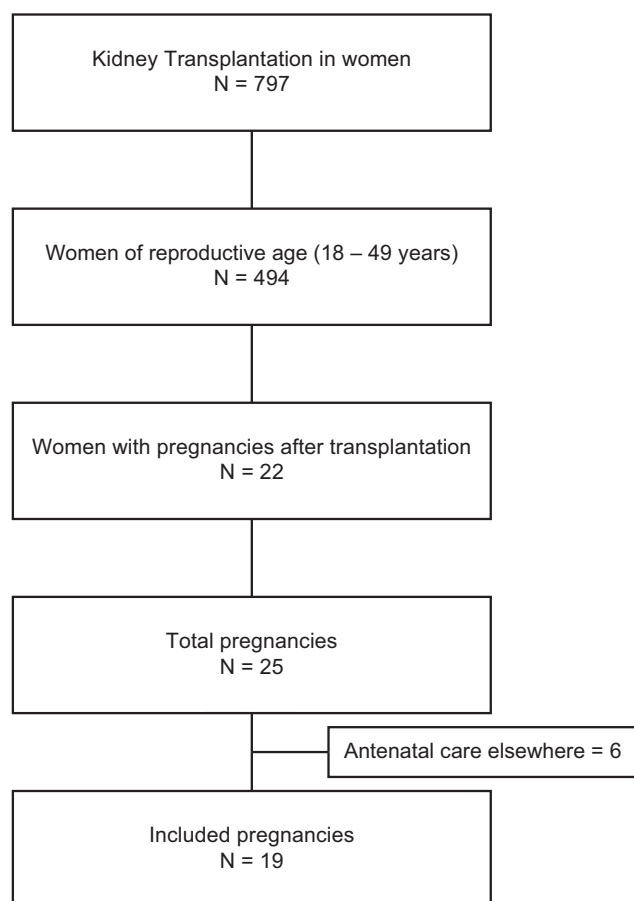 Kidney Transplantation in women
N = 797
Women of reproductive age (18 – 49 years)
N = 494
Women with pregnancies after transplantation
N = 22
Total pregnancies
N = 25
Antenatal care elsewhere = 6
Included pregnancies
N = 19